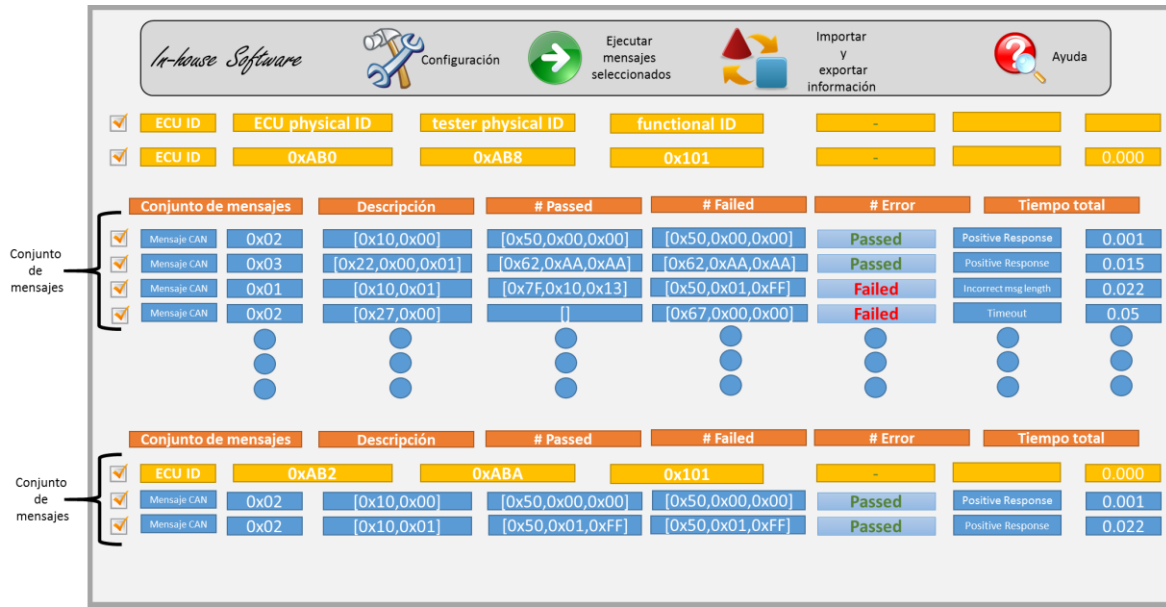 In-house Software
Configuración
Ejecutar
mensajes
seleccionados
Importar
y
exportar
información
Ayuda
ECU ID ECU physical ID tester physical ID functional ID -
ECU ID 0xAB0 0xAB8 0x101 - 0.000
Conjunto de mensajes Descripción # Passed # Failed # Error Tiempo total
Conjunto
de
mensajes
Mensaje CAN 0x02 [0x10,0x00] [0x50,0x00,0x00] [0x50,0x00,0x00] Passed Positive Response 0.001
Mensaje CAN 0x03 [0x22,0x00,0x01] [0x62,0xAA,0xAA] [0x62,0xAA,0xAA] Passed Positive Response 0.015
Mensaje CAN 0x01 [0x10,0x01] [0x7F,0x10,0x13] [0x50,0x01,0xFF] Failed Incorrect msg length 0.022
Mensaje CAN 0x02 [0x27,0x00] [] [0x67,0x00,0x00] Failed Timeout 0.05
Conjunto de mensajes Descripción # Passed # Failed # Error Tiempo total
Conjunto
de
mensajes
ECU ID 0xAB2 0xABA 0x101 - 0.000
Mensaje CAN 0x02 [0x10,0x00] [0x50,0x00,0x00] [0x50,0x00,0x00] Passed Positive Response 0.001
Mensaje CAN 0x02 [0x10,0x01] [0x50,0x01,0xFF] [0x50,0x01,0xFF] Passed Positive Response 0.022